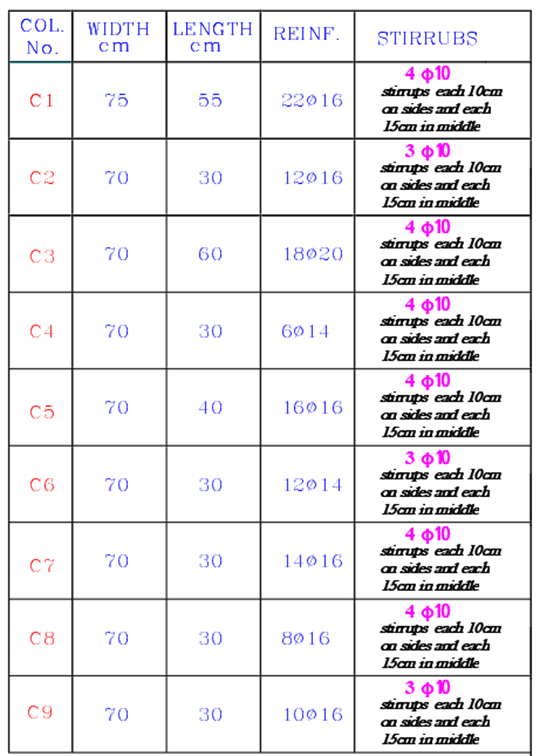 COL. No. WIDTH cm LENGTH cm REINF. STIRRUBS
C1 75 55 22ø16 4 ϕ10
stirrups each 10cm
on sides and each
15cm in middle
C2 70 30 12ø16 3 ϕ10
stirrups each 10cm
on sides and each
15cm in middle
C3 70 60 18ø20 4 ϕ10
stirrups each 10cm
on sides and each
15cm in middle
C4 70 30 6ø14 4 ϕ10
stirrups each 10cm
on sides and each
15cm in middle
C5 70 40 16ø16 4 ϕ10
stirrups each 10cm
on sides and each
15cm in middle
C6 70 30 12ø14 3 ϕ10
stirrups each 10cm
on sides and each
15cm in middle
C7 70 30 14ø16 4 ϕ10
stirrups each 10cm
on sides and each
15cm in middle
C8 70 30 8ø16 4 ϕ10
stirrups each 10cm
on sides and each
15cm in middle
C9 70 30 10ø16 3 ϕ10
stirrups each 10cm
on sides and each
15cm in middle